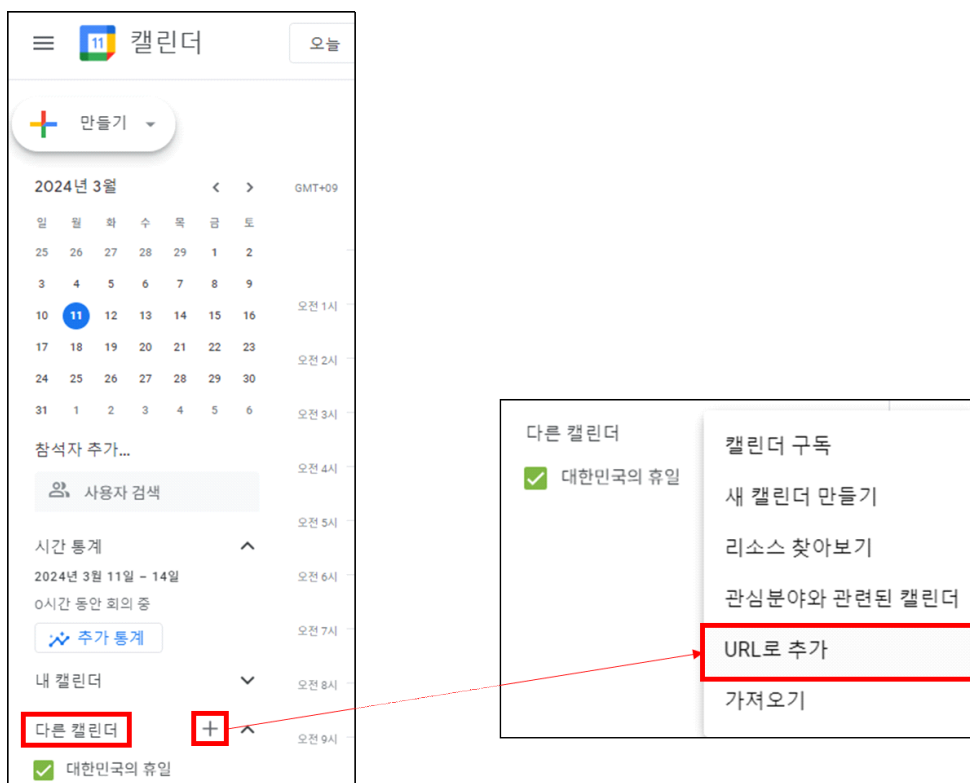 11 캘린더 오늘
만들기
2024년 3월 GMT+09
일 월 화 수 목 금 토
25 26 27 28 29 1 2
3 4 5 6 7 8 9
10 11 12 13 14 15 16
오전 1시
17 18 19 20 21 22 23
오전 2시
24 25 26 27 28 29 30
31 1 2 3 4 5 6
오전 3시
참석자 추가...
오전 4시
사용자 검색
오전 5시
시간 통계
2024년 3월 11일 – 14일
오전 6시
0시간 동안 회의 중
추가 통계
오전 7시
내 캘린더
오전 8시
다른 캘린더
오전 9시
대한민국의 휴일
다른 캘린더
대한민국의 휴일
캘린더 구독
새 캘린더 만들기
리소스 찾아보기
관심분야와 관련된 캘린더
URL로 추가
가져오기